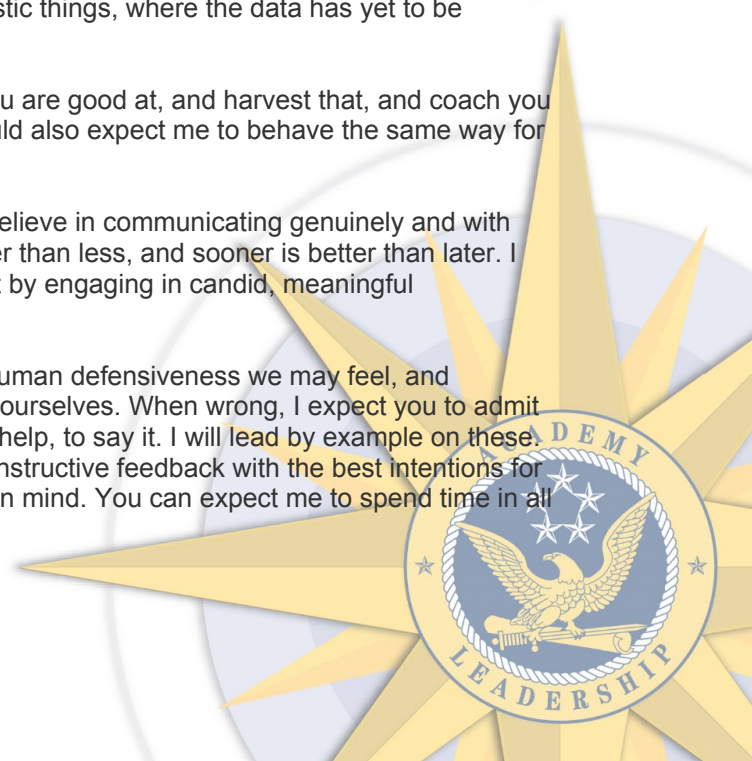 stic things, where the data has yet to be
u are good at, and harvest that, and coach you
uld also expect me to behave the same way for
elieve in communicating genuinely and with
er than less, and sooner is better than later. I
t by engaging in candid, meaningful
uman defensiveness we may feel, and
ourselves. When wrong, I expect you to admit
help, to say it. I will lead by example on these.
nstructive feedback with the best intentions for
n mind. You can expect me to spend time in all
ACADEMY
LEADERSHIP